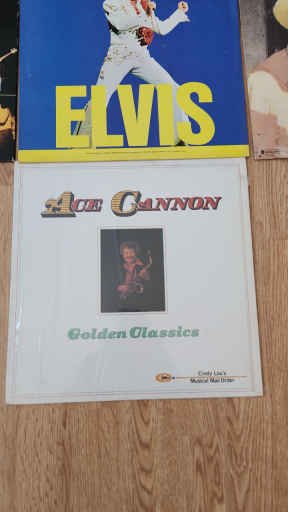 ELVIS
ACE CANNON
Golden Classics
Cindy Lou's
Musical Mail Order